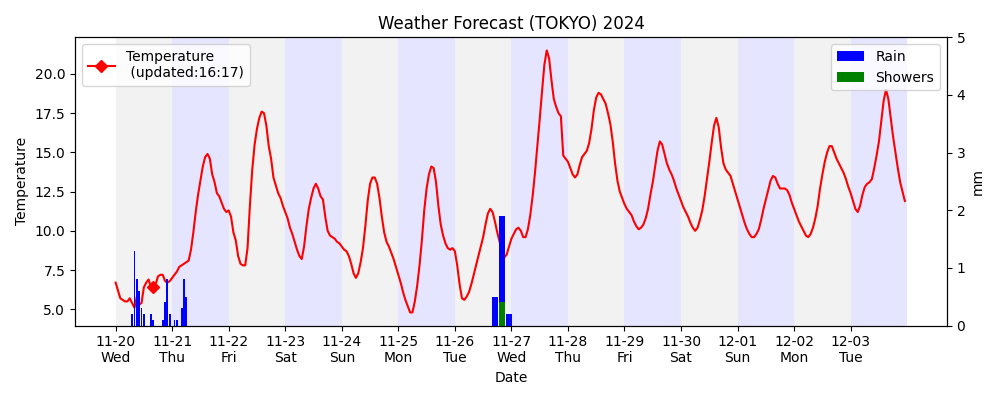 Weather Forecast (TOKYO) 2024
Temperature
(updated:16:17)
Rain
Showers
Temperature
20.0
17.5
15.0
12.5
10.0
7.5
5.0
5
4
3
2
1
0
mm
11-20 11-21 11-22 11-23 11-24 11-25 11-26 11-27 11-28 11-29 11-30 12-01 12-02 12-03
Wed Thu Fri Sat Sun Mon Tue Wed Thu Fri Sat Sun Mon Tue
Date